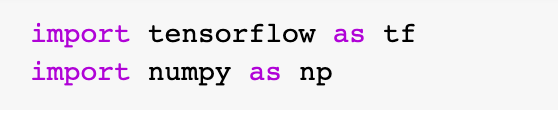 import tensorflow as tf
import numpy as np